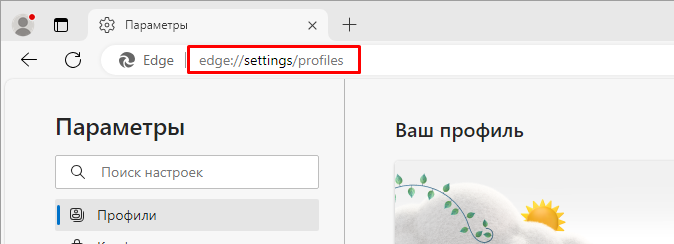 Параметры
Edge edge://settings/profiles
Параметры
Поиск настроек
Профили
Ваш профиль